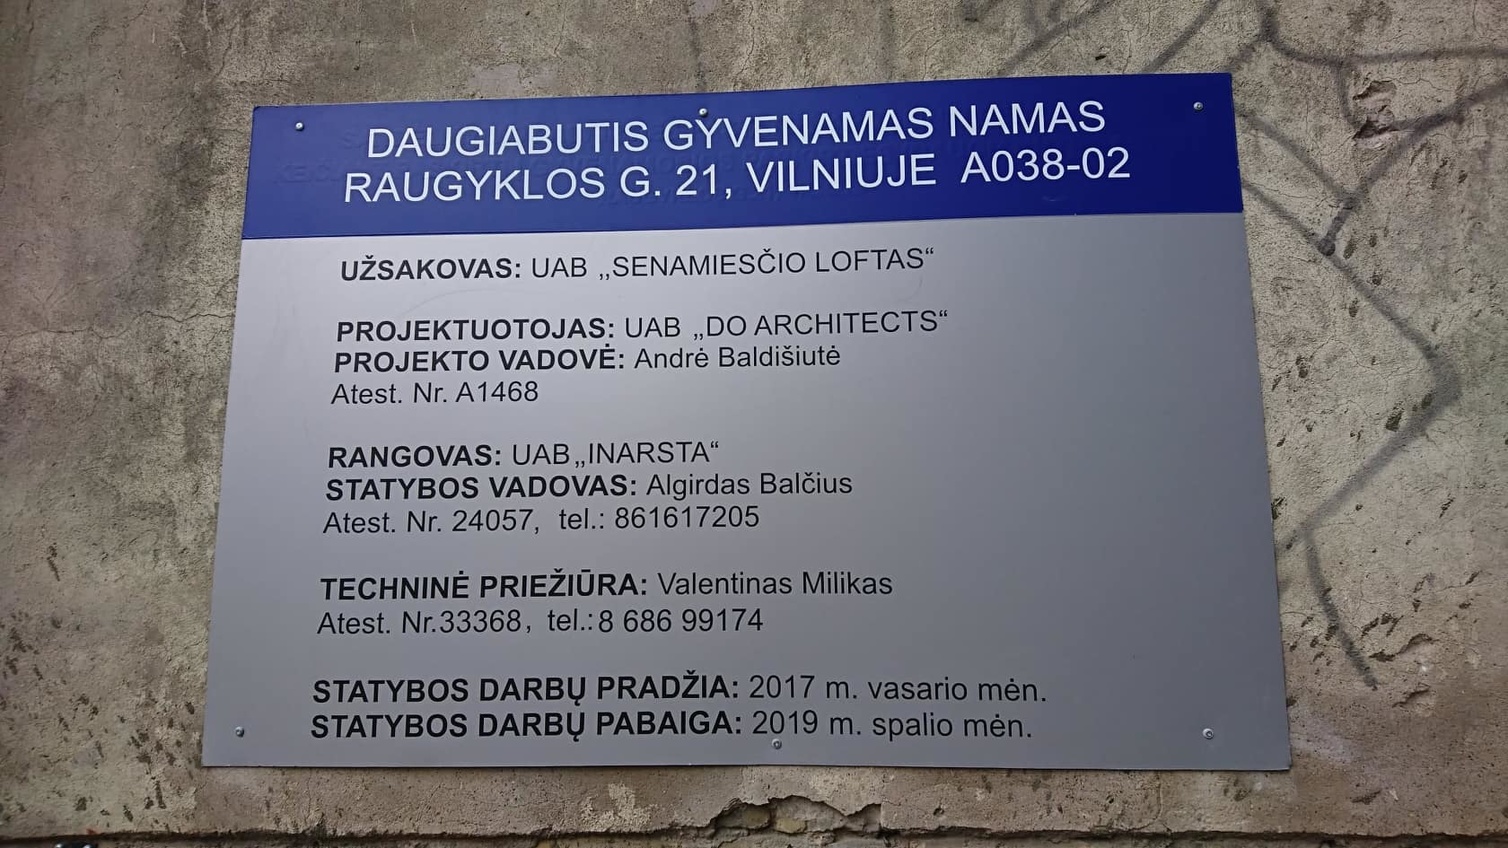 DAUGIABUTIS GYVENAMAS NAMAS
RAUGYKLOS G. 21, VILNIUJE A038-02
UŽSAKOVAS: UAB „SENAMIESČIO LOFTAS“
PROJEKTUOTOJAS: UAB „DO ARCHITECTS“
PROJEKTO VADOVĖ: Andrė Baldišiutė
Atest. Nr. A1468
RANGOVAS: UAB„INARSTA“
STATYBOS VADOVAS: Algirdas Balčius
Atest. Nr. 24057, tel.: 861617205
TECHNINĖ PRIEŽIŪRA: Valentinas Milikas
Atest. Nr.33368, tel.:8 686 99174
STATYBOS DARBŲ PRADŽIA: 2017 m. vasario mėn.
STATYBOS DARBŲ PABAIGA: 2019 m. spalio mėn.